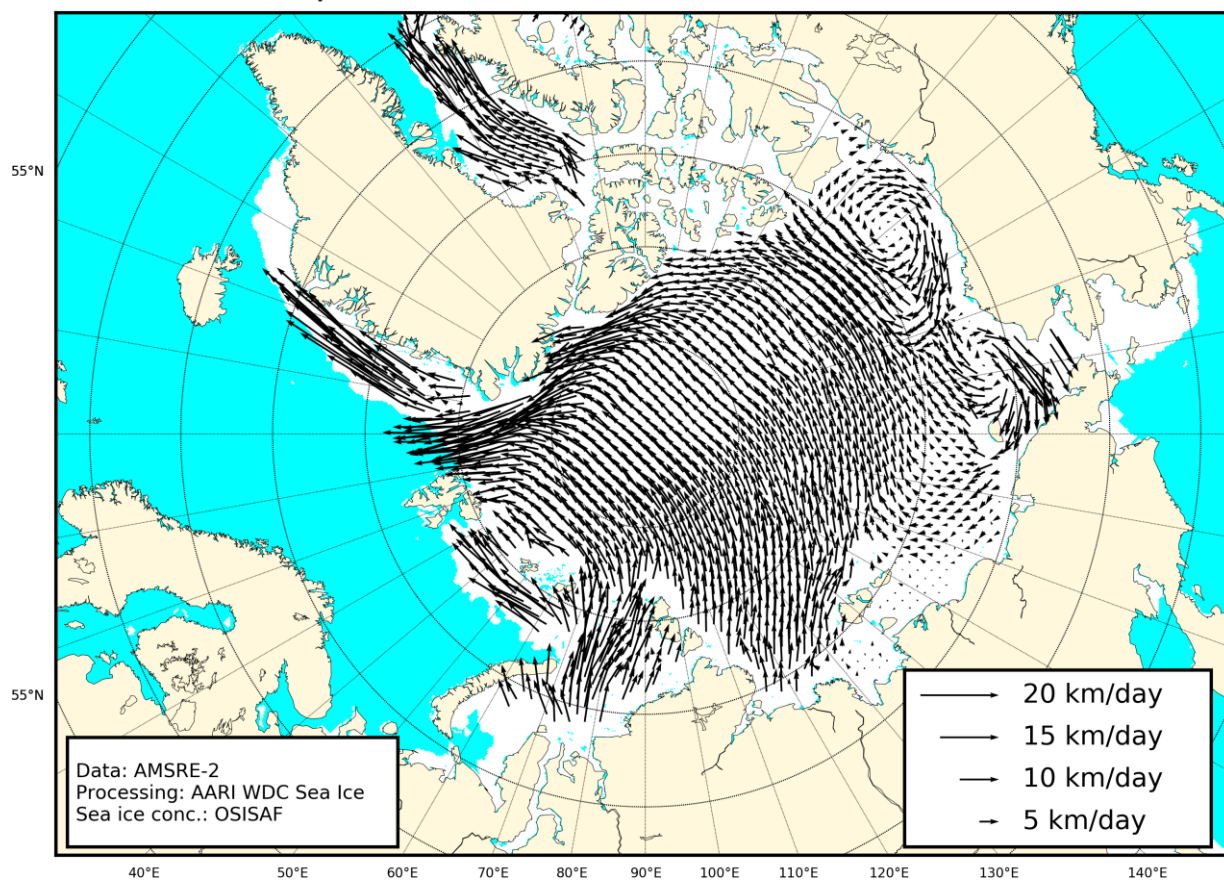 55°N
55°N
Data: AMSRE-2
Processing: AARI WDC Sea Ice
Sea ice conc.: OSISAF
20 km/day
15 km/day
10 km/day
5 km/day
40°E 50°E 60°E 70°E 80°E 90°E 100°E 110°E 120°E 130°E 140°E